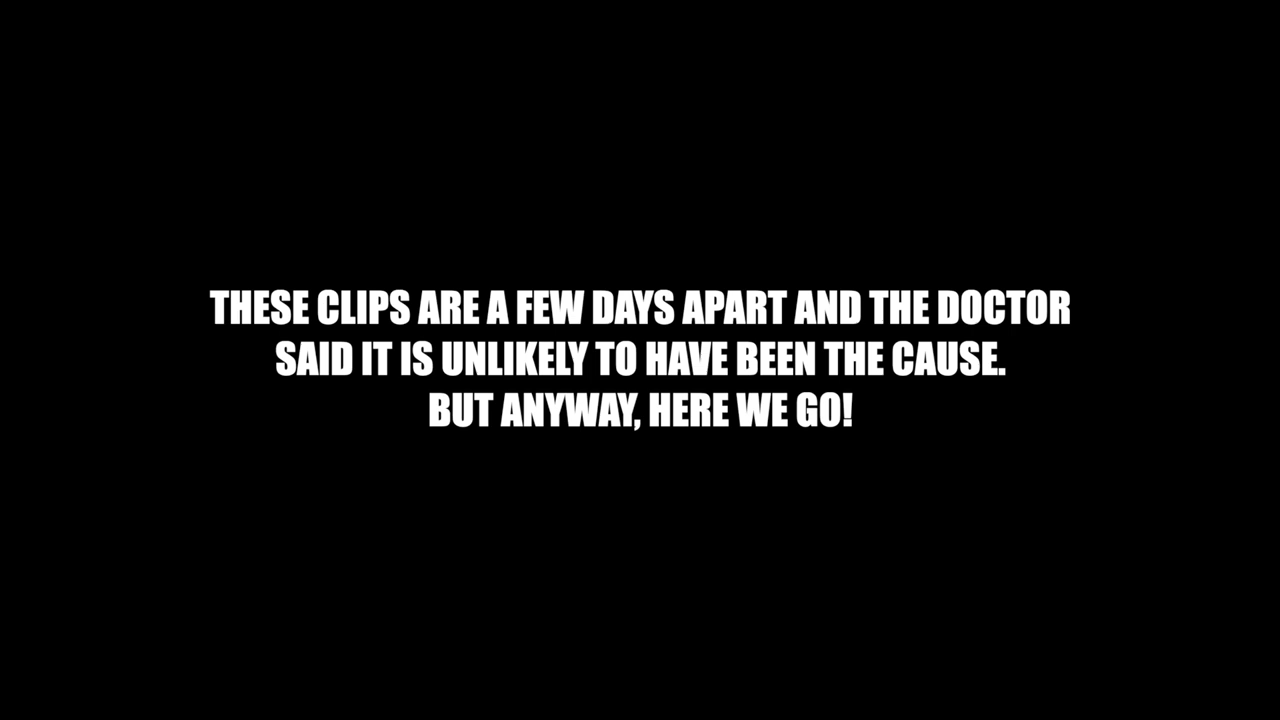 THESE CLIPS ARE A FEW DAYS APART AND THE DOCTOR
SAID IT IS UNLIKELY TO HAVE BEEN THE CAUSE.
BUT ANYWAY, HERE WE GO!